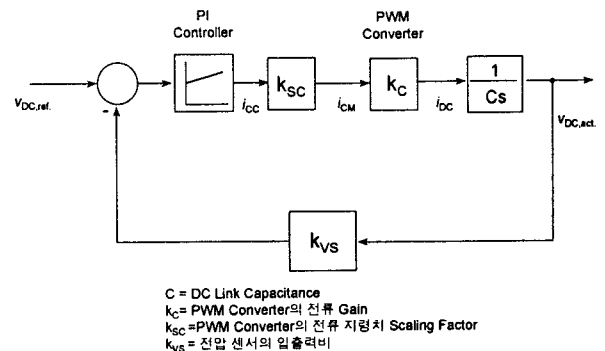 PI
Controller
PWM
Converter
v_DC,ref.
-
i_CC
k_SC
i_CM
k_C
i_DC
1
Cs
v_DC,act.
k_VS
C = DC Link Capacitance
k_C= PWM Converter의 전류 Gain
k_SC =PWM Converter의 전류 지령치 Scaling Factor
k_VS = 전압 센서의 입출력비